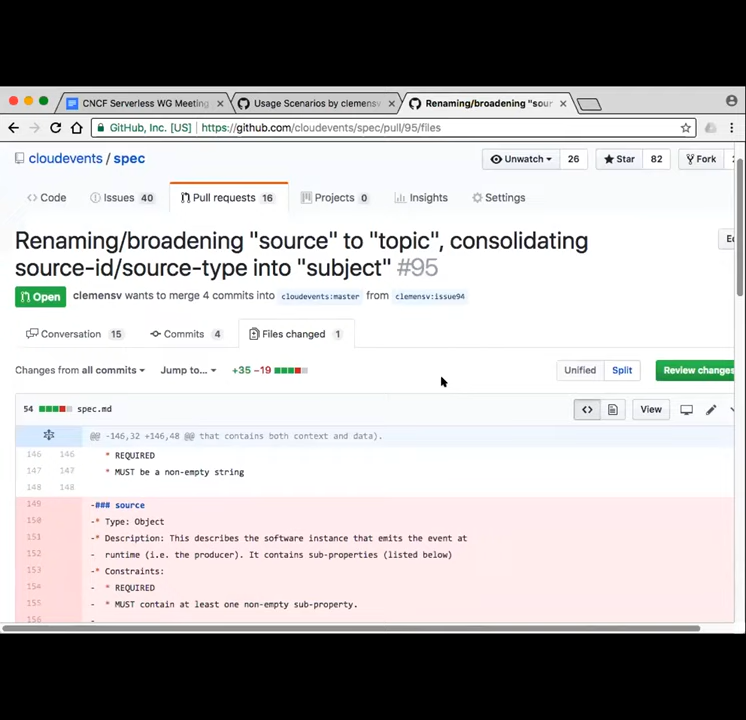 CNCF Serverless WG Meeting
Usage Scenarios by clemensv
Renaming/broadening "sour
GitHub, Inc. [US] https://github.com/cloudevents/spec/pull/95/files
cloudevents / spec
Unwatch 26 Star 82 Fork
Code Issues 40 Pull requests 16 Projects 0 Insights Settings
Renaming/broadening "source" to "topic", consolidating
source-id/source-type into "subject" #95
Open clemensv wants to merge 4 commits into cloudevents:master from clemensv:issue94
Conversation 15 Commits 4 Files changed 1
Changes from all commits Jump to... +35 −19 Unified Split Review changes
54 spec.md View
@@ -146,32 +146,48 @@ that contains both context and data).
146 146 * REQUIRED
147 147 * MUST be a non-empty string
148 148
149 -### source
150 -* Type: Object
151 -* Description: This describes the software instance that emits the event at
152 - runtime (i.e. the producer). It contains sub-properties (listed below)
153 -* Constraints:
154 - * REQUIRED
155 - * MUST contain at least one non-empty sub-property.
156 -